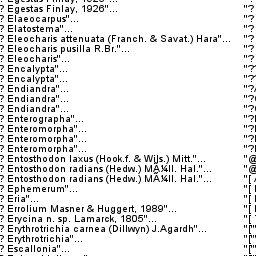 ? Egestas Finlay, 1926"...
? Elaeocarpus"... "?
? Elatostema"... "?
? Eleocharis attenuata (Franch. & Savat.) Hara"... "?
? Eleocharis pusilla R.Br."... "?
? Eleocharis"... "?
? Encalypta"... "?
? Encalypta"... "?
? Endiandra"...
? Endiandra"...
? Endiandra"...
? Enterographa"... "?
? Enteromorpha"... "?
? Enteromorpha"... "?
? Enteromorpha"... "?
? Entosthodon laxus (Hook.f. & Wijs.) Mitt."... "@
? Entosthodon radians (Hedw.) MÃ¼ll. Hal."... "@
? Entosthodon radians (Hedw.) MÃ¼ll. Hal."... "[
? Ephemerum"... "[
? Eria"... "[
? Errolium Masner & Huggert, 1989"... "[
? Erycina n. sp. Lamarck, 1805"... "[
? Erythrotrichia carnea (Dillwyn) J.Agardh"... "["
? Erythrotrichia"... "["
? Escallonia"... "["